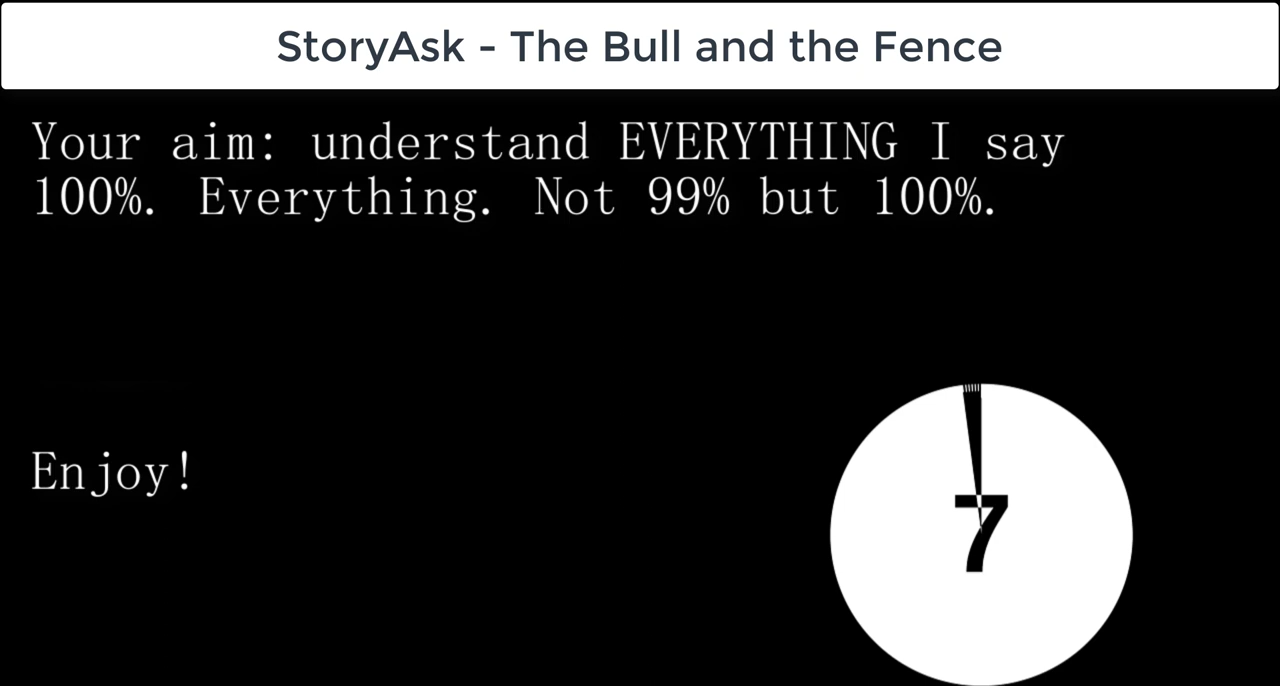 StoryAsk - The Bull and the Fence
Your aim: understand EVERYTHING I say
100%. Everything. Not 99% but 100%.
Enjoy!
7